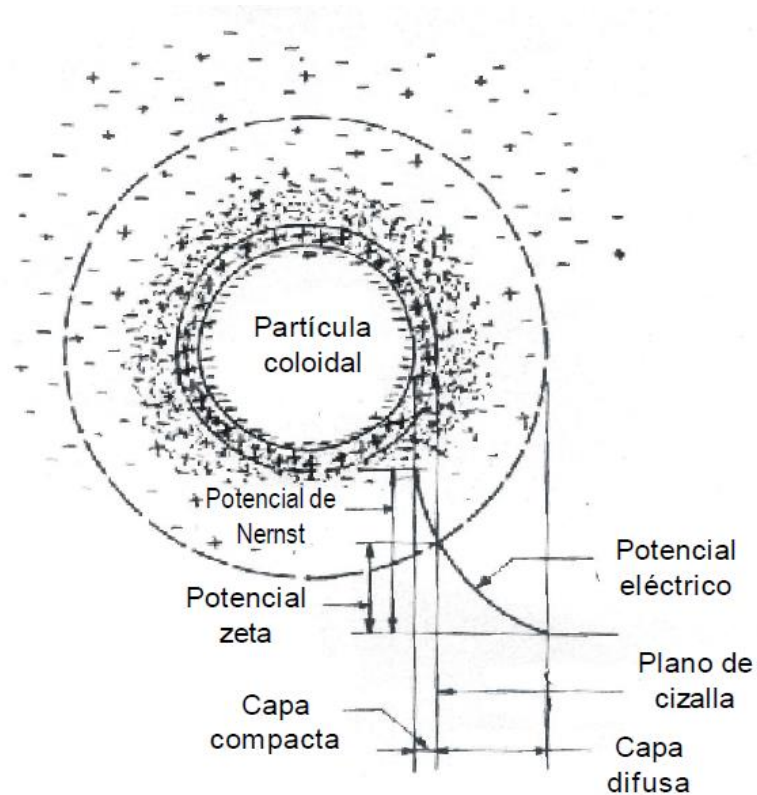 Partícula
coloidal
Potencial de
Nernst
Potencial
zeta
Potencial
eléctrico
Plano de
cizalla
Capa
compacta
Capa
difusa